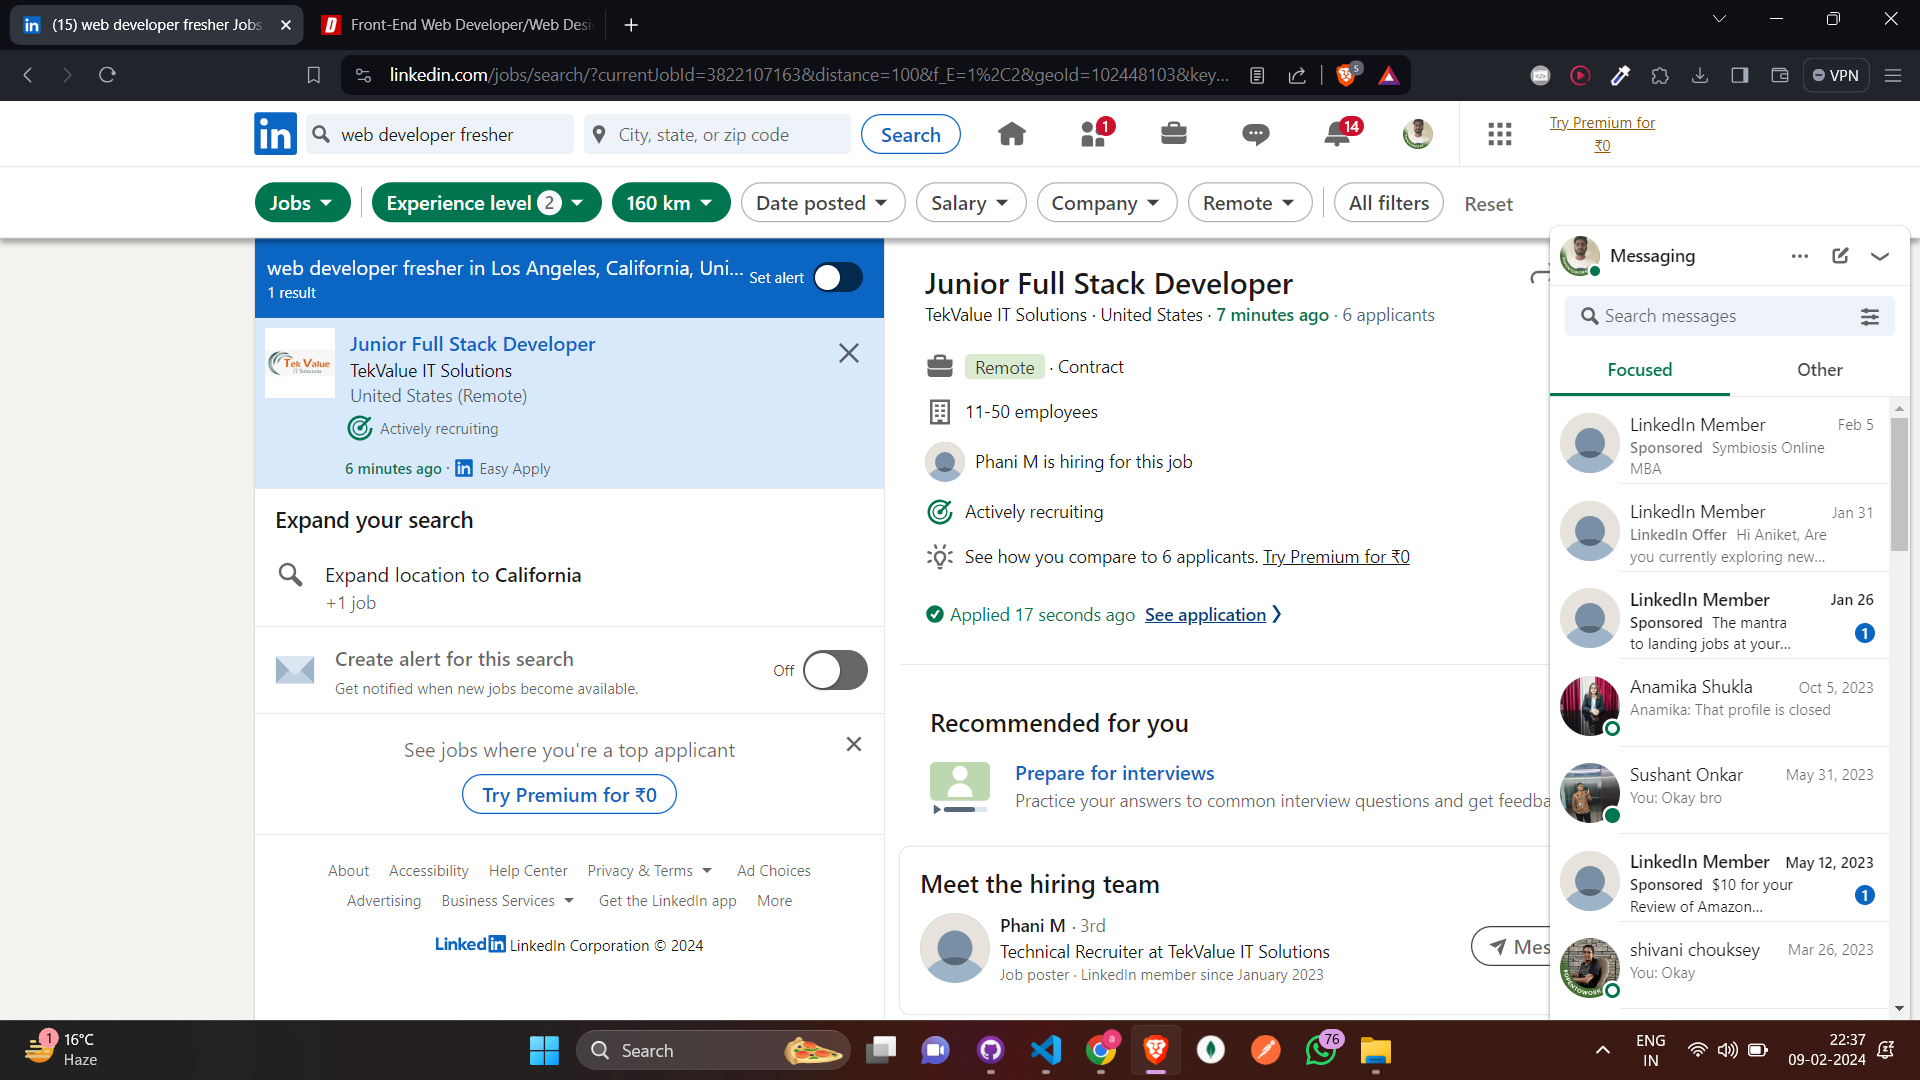 (15) web developer fresher Jobs
Front-End Web Developer/Web Desi
linkedin.com/jobs/search/?currentJobId=3822107163&distance=100&f_E=1%2C2&geoId=102448103&key...
5
VPN
in
web developer fresher
City, state, or zip code
Search
1
14
Try Premium for
₹0
Jobs
Experience level 2
160 km
Date posted
Salary
Company
Remote
All filters
Reset
web developer fresher in Los Angeles, California, Uni...
1 result
Set alert
Tek Value
IT Solutions
Junior Full Stack Developer
TekValue IT Solutions
United States (Remote)
Actively recruiting
6 minutes ago · in Easy Apply
Expand your search
Expand location to California
+1 job
Create alert for this search
Get notified when new jobs become available.
Off
See jobs where you're a top applicant
Try Premium for ₹0
About Accessibility Help Center Privacy & Terms Ad Choices
Advertising Business Services Get the LinkedIn app More
LinkedIn LinkedIn Corporation © 2024
Junior Full Stack Developer
TekValue IT Solutions · United States · 7 minutes ago · 6 applicants
Remote · Contract
11-50 employees
Phani M is hiring for this job
Actively recruiting
See how you compare to 6 applicants. Try Premium for ₹0
Applied 17 seconds ago See application
Recommended for you
Prepare for interviews
Practice your answers to common interview questions and get feedba
Meet the hiring team
Phani M · 3rd
Technical Recruiter at TekValue IT Solutions
Job poster · LinkedIn member since January 2023
Mes
Messaging
Search messages
Focused
Other
LinkedIn Member Feb 5
Sponsored Symbiosis Online
MBA
LinkedIn Member Jan 31
LinkedIn Offer Hi Aniket, Are
you currently exploring new...
LinkedIn Member Jan 26
Sponsored The mantra
to landing jobs at your...
1
Anamika Shukla Oct 5, 2023
Anamika: That profile is closed
Sushant Onkar May 31, 2023
You: Okay bro
LinkedIn Member May 12, 2023
Sponsored $10 for your
Review of Amazon...
1
shivani chouksey Mar 26, 2023
You: Okay
1
16°C
Haze
Search
a
76
ENG
IN
22:37
09-02-2024